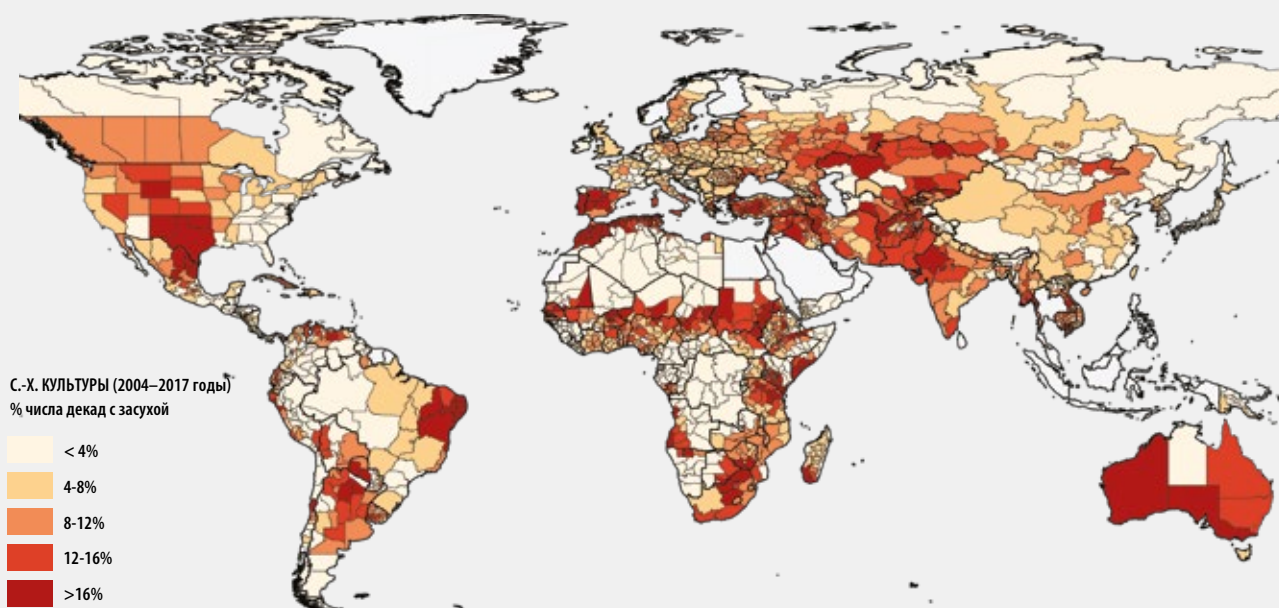 С.-Х. КУЛЬТУРЫ (2004–2017 годы)
% числа декад с засухой
< 4%
4-8%
8-12%
12-16%
>16%